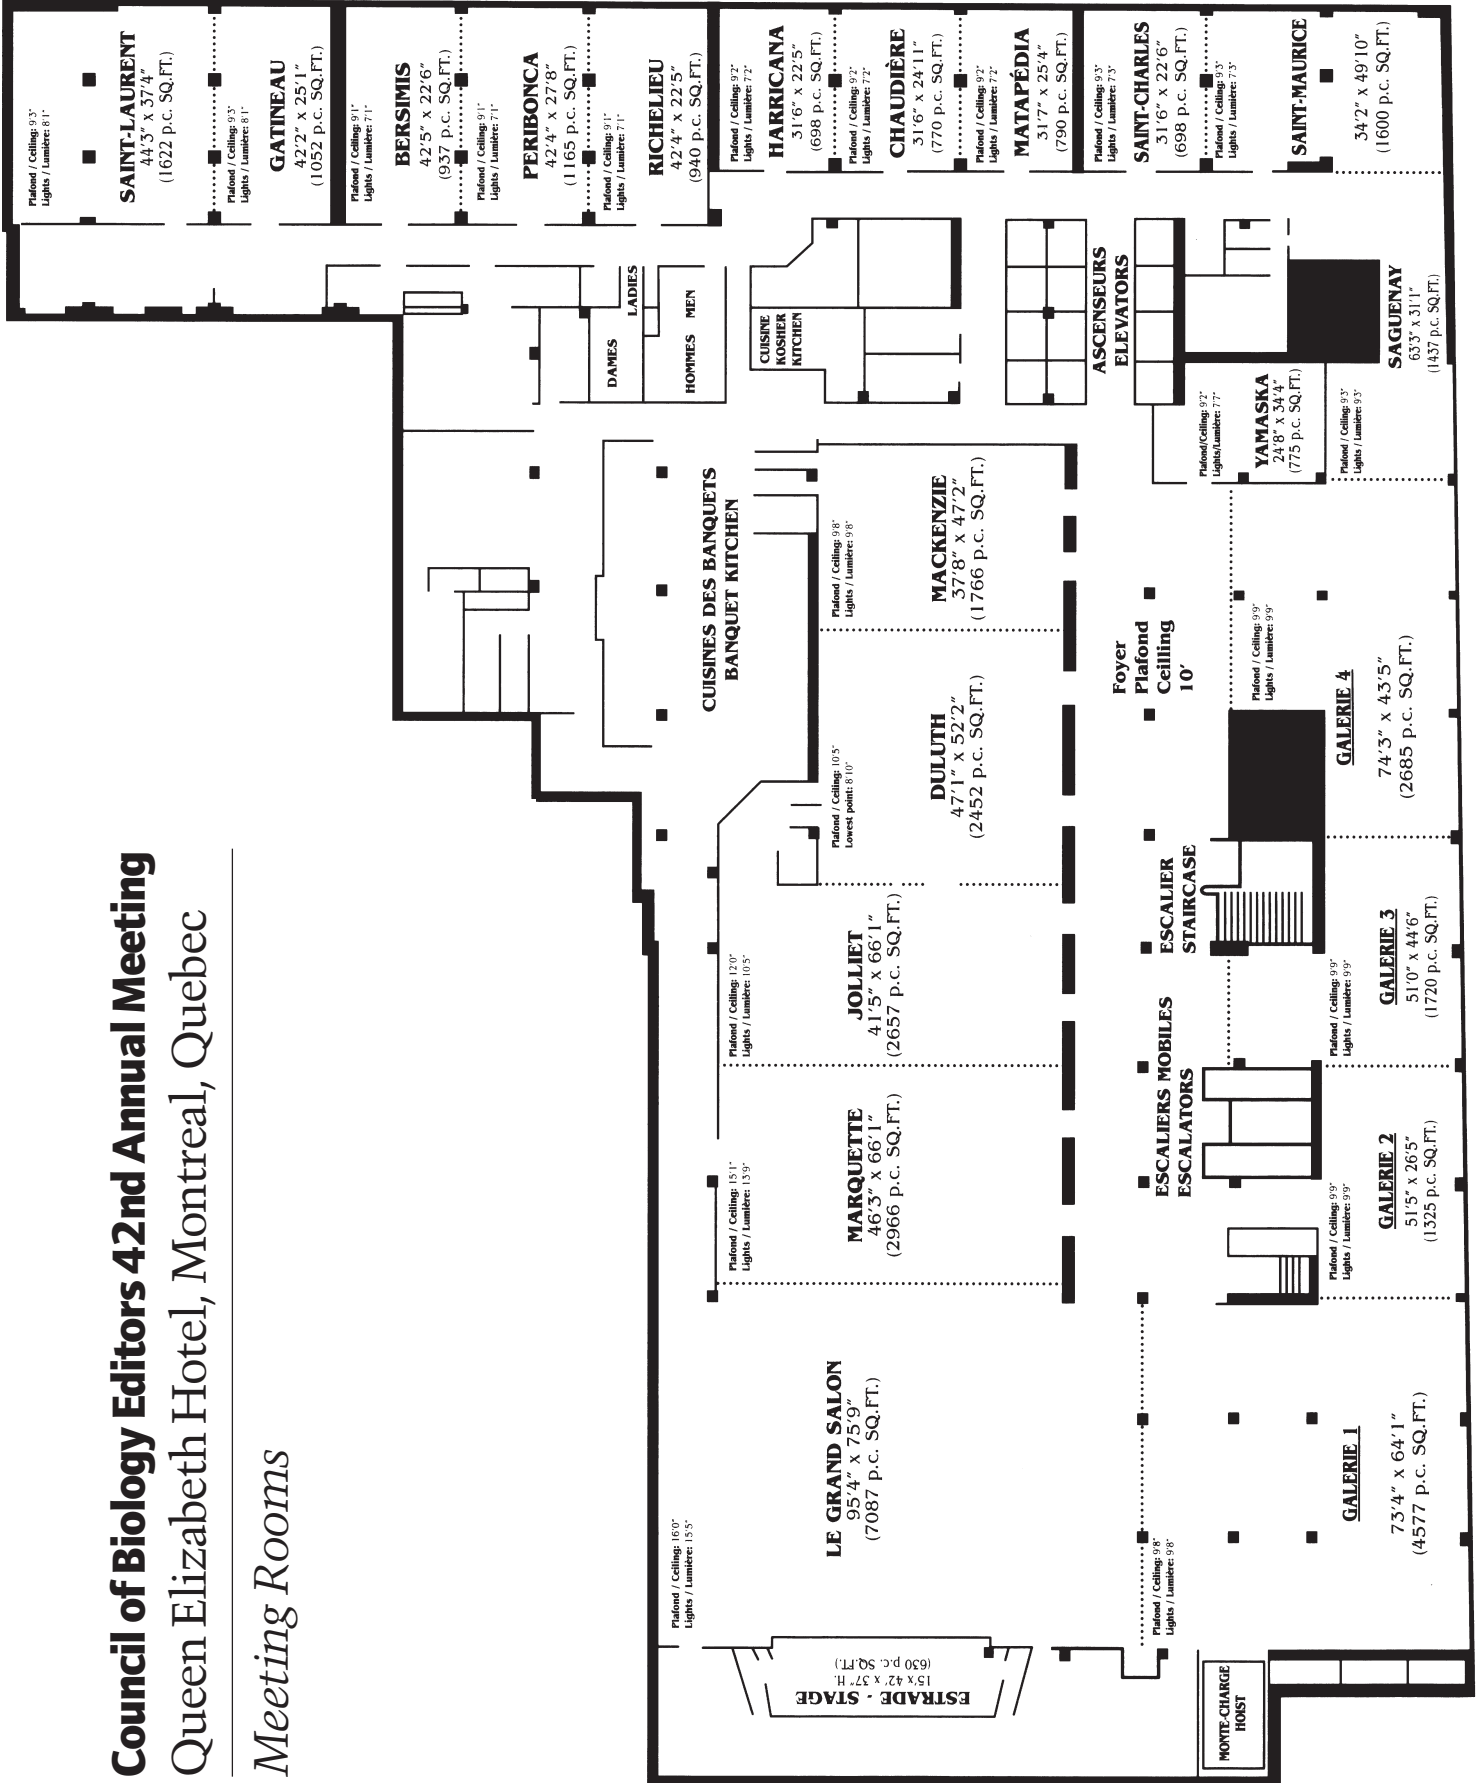 Council of Biology Editors 42nd Annual Meeting
Queen Elizabeth Hotel, Montreal, Quebec
Meeting Rooms
Plafond / Ceiling: 9'3"
Lights / Lumière: 8'1"
SAINT-LAURENT
44'3" x 37'4"
(1622 p.c. SQ.FT.)
Plafond / Ceiling: 9'3"
Lights / Lumière: 8'1"
GATINEAU
42'2" x 25'1"
(1052 p.c. SQ.FT.)
Plafond / Ceiling: 9'1"
Lights / Lumière: 7'1"
BERSIMIS
42'5" x 22'6"
(937 p.c. SQ.FT.)
Plafond / Ceiling: 9'1"
Lights / Lumière: 7'1"
PERIBONCA
42'4" x 27'8"
(1165 p.c. SQ.FT.)
Plafond / Ceiling: 9'1"
Lights / Lumière: 7'1"
RICHELIEU
42'4" x 22'5"
(940 p.c. SQ.FT.)
Plafond / Ceiling: 9'2"
Lights / Lumière: 7'2"
HARRICANA
31'6" x 22'5"
(698 p.c. SQ.FT.)
Plafond / Ceiling: 9'2"
Lights / Lumière: 7'2"
CHAUDIÈRE
31'6" x 24'11"
(770 p.c. SQ.FT.)
Plafond / Ceiling: 9'2"
Lights / Lumière: 7'2"
MATAPÉDIA
31'7" x 25'4"
(790 p.c. SQ.FT.)
Plafond / Ceiling: 9'3"
Lights / Lumière: 7'3"
SAINT-CHARLES
31'6" x 22'6"
(698 p.c. SQ.FT.)
Plafond / Ceiling: 9'3"
Lights / Lumière: 7'3"
SAINT-MAURICE
34'2" x 49'10"
(1600 p.c. SQ.FT.)
DAMES
LADIES
HOMMES MEN
CUISINE
KOSHER
KITCHEN
ASCENSEURS
ELEVATORS
SAGUENAY
63'3" x 31'1"
(1437 p.c. SQ.FT.)
Plafond / Ceiling: 9'3"
Lights / Lumière: 9'3"
Plafond/Ceiling: 9'2"
Lights/Lumière: 7'7"
YAMASKA
24'8" x 34'4"
(775 p.c. SQ.FT.)
CUISINES DES BANQUETS
BANQUET KITCHEN
Plafond / Ceiling: 9'8"
Lights / Lumière: 9'8"
MACKENZIE
37'8" x 47'2"
(1766 p.c. SQ.FT.)
Plafond / Ceiling: 10'5"
Lowest point: 8'10"
DULUTH
47'1" x 52'2"
(2452 p.c. SQ.FT.)
Foyer
Plafond
Ceilling
10'
Plafond / Ceiling: 9'9"
Lights / Lumière: 9'9"
GALERIE 4
74'3" x 43'5"
(2685 p.c. SQ.FT.)
Plafond / Ceiling: 12'0"
Lights / Lumière: 10'5"
JOLLIET
41'5" x 66'1"
(2657 p.c. SQ.FT.)
ESCALIER
STAIRCASE
Plafond / Ceiling: 9'9"
Lights / Lumière: 9'9"
GALERIE 3
51'0" x 44'6"
(1720 p.c. SQ.FT.)
Plafond / Ceiling: 15'1"
Lights / Lumière: 13'9"
MARQUETTE
46'3" x 66'1"
(2966 p.c. SQ.FT.)
ESCALIERS MOBILES
ESCALATORS
Plafond / Ceiling: 9'9"
Lights / Lumière: 9'9"
GALERIE 2
51'5" x 26'5"
(1325 p.c. SQ.FT.)
Plafond / Ceiling: 16'0"
Lights / Lumière: 15'5"
LE GRAND SALON
95'4" x 75'9"
(7087 p.c. SQ.FT.)
Plafond / Ceiling: 9'8"
Lights / Lumière: 9'8"
GALERIE 1
73'4" x 64'1"
(4577 p.c. SQ.FT.)
ESTRADE - STAGE
15 x 42' x 37" H.
(630 p.c. SQ.FT.)
MONTE-CHARGE
HOIST